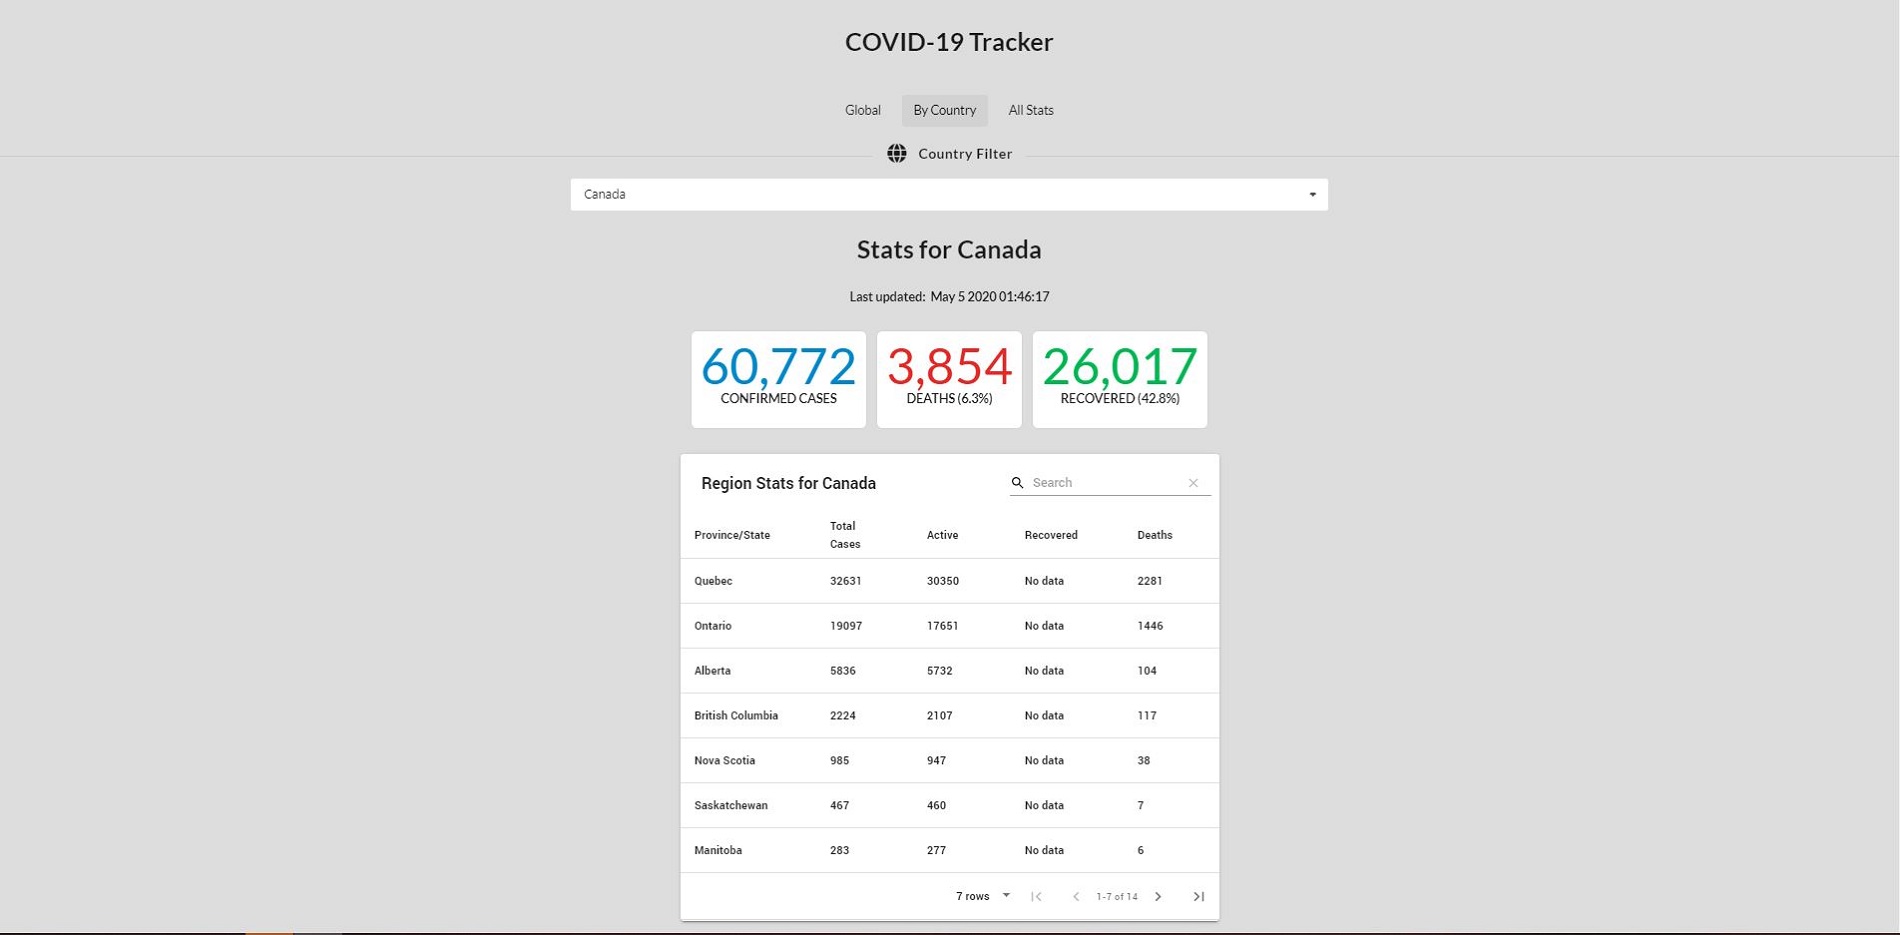 COVID-19 Tracker
Global By Country All Stats
Country Filter
Canada
Stats for Canada
Last updated: May 5 2020 01:46:17
60,772 3,854 26,017
CONFIRMED CASES DEATHS (6.3%) RECOVERED (42.8%)
Region Stats for Canada Search
Province/State Total Cases Active Recovered Deaths
Quebec 32631 30350 No data 2281
Ontario 19097 17651 No data 1446
Alberta 5836 5732 No data 104
British Columbia 2224 2107 No data 117
Nova Scotia 985 947 No data 38
Saskatchewan 467 460 No data 7
Manitoba 283 277 No data 6
7 rows 1-7 of 14